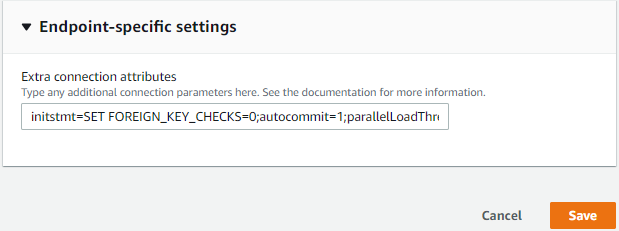 Endpoint-specific settings
Extra connection attributes
Type any additional connection parameters here. See the documentation for more information.
initstmt=SET FOREIGN_KEY_CHECKS=0;autocommit=1;parallelLoadThr
Cancel Save